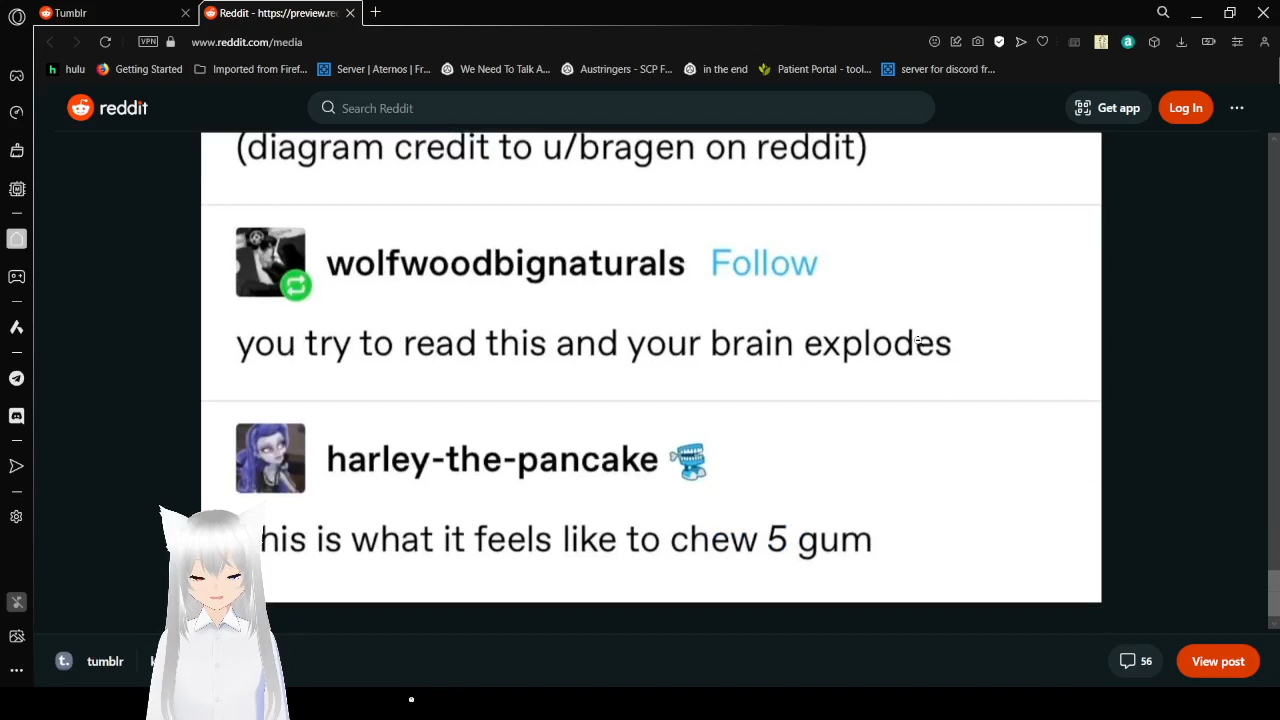 Tumblr
Reddit - https://preview.rec
VPN
www.reddit.com/media
hulu
Getting Started
Imported from Firef...
Server | Aternos | Fr...
We Need To Talk A...
Austringers - SCP F...
in the end
Patient Portal - tool...
server for discord fr...
reddit
Search Reddit
Get app
Log In
(diagram credit to u/bragen on reddit)
wolfwoodbignaturals Follow
you try to read this and your brain explodes
harley-the-pancake
his is what it feels like to chew 5 gum
tumblr
56
View post